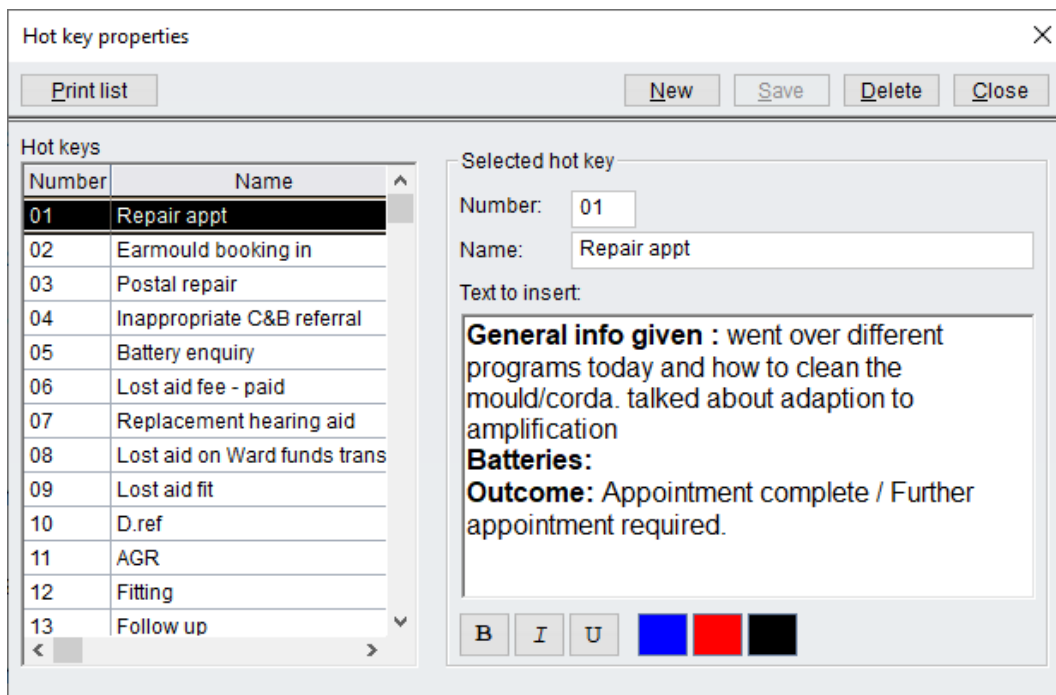 Hot key properties
Print list New Save Delete Close
Hot keys
Number Name
01 Repair appt
02 Earmould booking in
03 Postal repair
04 Inappropriate C&B referral
05 Battery enquiry
06 Lost aid fee - paid
07 Replacement hearing aid
08 Lost aid on Ward funds trans
09 Lost aid fit
10 D.ref
11 AGR
12 Fitting
13 Follow up
Selected hot key
Number: 01
Name: Repair appt
Text to insert:
General info given : went over different
programs today and how to clean the
mould/corda. talked about adaption to
amplification
Batteries:
Outcome: Appointment complete / Further
appointment required.
B I U